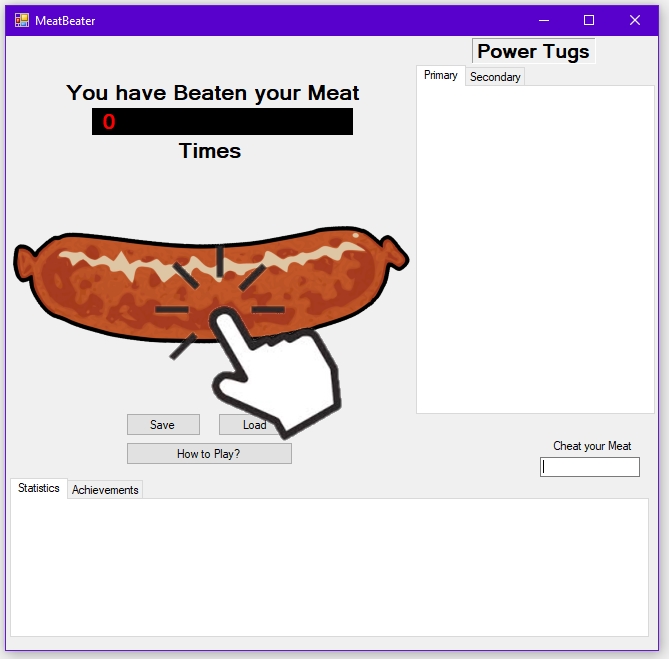 MeatBeater
Power Tugs
Primary
Secondary
You have Beaten your Meat
0
Times
Save
Load
How to Play?
Cheat your Meat
Statistics
Achievements